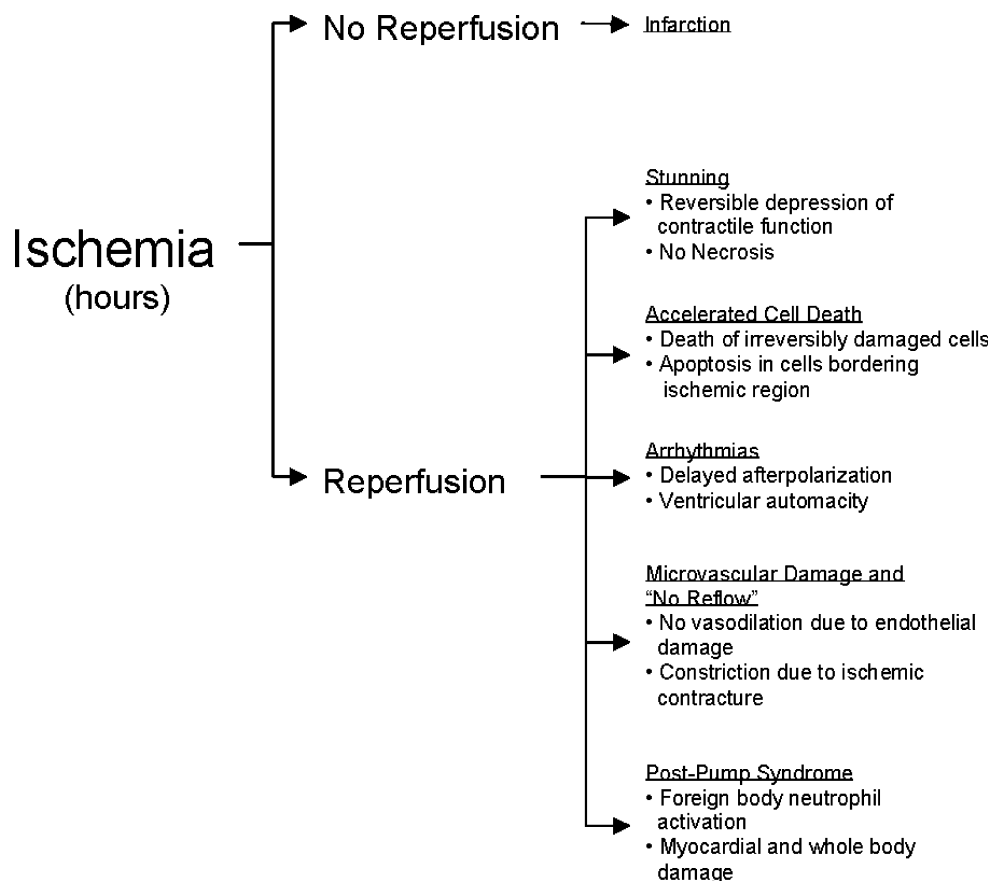 No Reperfusion
Infarction
Ischemia
(hours)
Reperfusion
Stunning
• Reversible depression of
contractile function
• No Necrosis
Accelerated Cell Death
• Death of irreversibly damaged cells
• Apoptosis in cells bordering
ischemic region
Arrhythmias
• Delayed afterpolarization
• Ventricular automacity
Microvascular Damage and
“No Reflow”
• No vasodilation due to endothelial
damage
• Constriction due to ischemic
contracture
Post-Pump Syndrome
• Foreign body neutrophil
activation
• Myocardial and whole body
damage